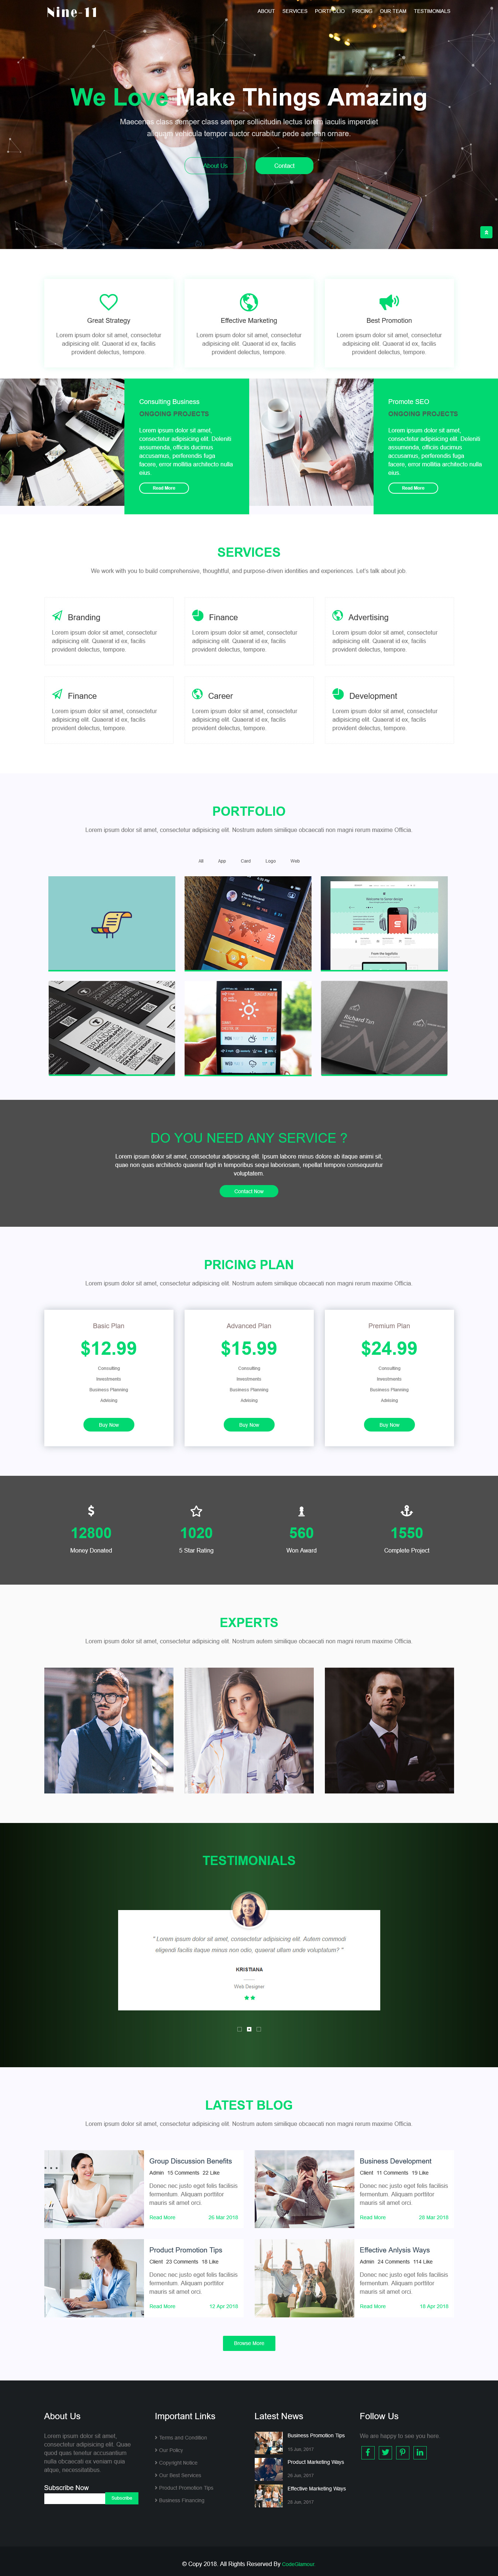 Nine-11
ABOUT SERVICES PORTFOLIO PRICING OUR TEAM TESTIMONIALS
We Love Make Things Amazing
Maecenas class semper class semper sollicitudin lectus lorem iaculis imperdiet
aliquam vehicula tempor auctor curabitur pede aenean ornare.
About Us Contact
Great Strategy
Lorem ipsum dolor sit amet, consectetur
adipisicing elit. Quaerat id ex, facilis
provident delectus, tempore.
Effective Marketing
Lorem ipsum dolor sit amet, consectetur
adipisicing elit. Quaerat id ex, facilis
provident delectus, tempore.
Best Promotion
Lorem ipsum dolor sit amet, consectetur
adipisicing elit. Quaerat id ex, facilis
provident delectus, tempore.
Consulting Business
ONGOING PROJECTS
Lorem ipsum dolor sit amet,
consectetur adipisicing elit. Deleniti
assumenda, officiis ducimus
accusamus, perferendis fuga
facere, error mollitia architecto nulla
eius.
Read More
Promote SEO
ONGOING PROJECTS
Lorem ipsum dolor sit amet,
consectetur adipisicing elit. Deleniti
assumenda, officiis ducimus
accusamus, perferendis fuga
facere, error mollitia architecto nulla
eius.
Read More
SERVICES
We work with you to build comprehensive, thoughtful, and purpose-driven identities and experiences. Let's talk about job.
Branding
Lorem ipsum dolor sit amet, consectetur
adipisicing elit. Quaerat id ex, facilis
provident delectus, tempore.
Finance
Lorem ipsum dolor sit amet, consectetur
adipisicing elit. Quaerat id ex, facilis
provident delectus, tempore.
Advertising
Lorem ipsum dolor sit amet, consectetur
adipisicing elit. Quaerat id ex, facilis
provident delectus, tempore.
Finance
Lorem ipsum dolor sit amet, consectetur
adipisicing elit. Quaerat id ex, facilis
provident delectus, tempore.
Career
Lorem ipsum dolor sit amet, consectetur
adipisicing elit. Quaerat id ex, facilis
provident delectus, tempore.
Development
Lorem ipsum dolor sit amet, consectetur
adipisicing elit. Quaerat id ex, facilis
provident delectus, tempore.
PORTFOLIO
Lorem ipsum dolor sit amet, consectetur adipisicing elit. Nostrum autem similique obcaecati non magni rerum maxime Officia.
All App Card Logo Web
32
MON
WED
Richard Tan
DO YOU NEED ANY SERVICE ?
Lorem ipsum dolor sit amet, consectetur adipisicing elit. Ipsum labore minus dolore ab itaque animi sit,
quae non quas architecto quaerat fugit in temporibus sequi laboriosam, repellat tempore consequuntur
voluptatem.
Contact Now
PRICING PLAN
Lorem ipsum dolor sit amet, consectetur adipisicing elit. Nostrum autem similique obcaecati non magni rerum maxime Officia.
Basic Plan
$12.99
Consulting
Investments
Business Planning
Advising
Buy Now
Advanced Plan
$15.99
Consulting
Investments
Business Planning
Advising
Buy Now
Premium Plan
$24.99
Consulting
Investments
Business Planning
Advising
Buy Now
12800
Money Donated
1020
5 Star Rating
560
Won Award
1550
Complete Project
EXPERTS
Lorem ipsum dolor sit amet, consectetur adipisicing elit. Nostrum autem similique obcaecati non magni rerum maxime Officia.
TESTIMONIALS
" Lorem ipsum dolor sit amet, consectetur adipisicing elit. Autem commodi
eligendi facilis itaque minus non odio, quaerat ullam unde voluptatum? "
KRISTIANA
Web Designer
LATEST BLOG
Lorem ipsum dolor sit amet, consectetur adipisicing elit. Nostrum autem similique obcaecati non magni rerum maxime Officia.
Group Discussion Benefits
Admin 15 Comments 22 Like
Donec nec justo eget felis facilisis
fermentum. Aliquam porttitor
mauris sit amet orci.
Read More 26 Mar 2018
Business Development
Client 11 Comments 19 Like
Donec nec justo eget felis facilisis
fermentum. Aliquam porttitor
mauris sit amet orci.
Read More 28 Mar 2018
Product Promotion Tips
Client 23 Comments 18 Like
Donec nec justo eget felis facilisis
fermentum. Aliquam porttitor
mauris sit amet orci.
Read More 12 Apr 2018
Effective Anlysis Ways
Admin 24 Comments 114 Like
Donec nec justo eget felis facilisis
fermentum. Aliquam porttitor
mauris sit amet orci.
Read More 18 Apr 2018
Browse More
About Us
Lorem ipsum dolor sit amet,
consectetur adipisicing elit. Quae
quod quas tenetur accusantium
nulla obcaecati ex veniam quis
atque, necessitatibus.
Subscribe Now
Subscribe
Important Links
Terms and Condition
Our Policy
Copyright Notice
Our Best Services
Product Promotion Tips
Business Financing
Latest News
Business Promotion Tips
Product Marketing Ways
Effective Marketing Ways
Follow Us
We are happy to see you here
© Copy 2018. All Rights Reserved By CodeGlamour